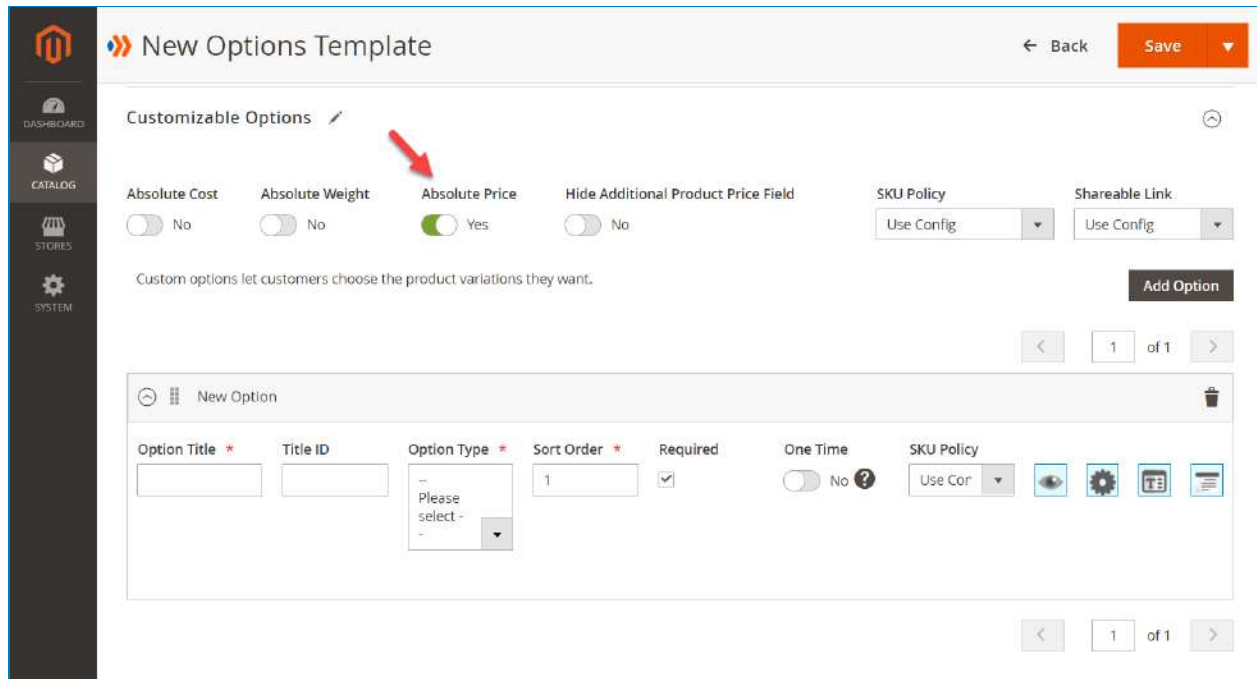 New Options Template
← Back
Save
DASHBOARD
CATALOG
STORES
SYSTEM
Customizable Options
Absolute Cost
Absolute Weight
Absolute Price
Hide Additional Product Price Field
SKU Policy
Shareable Link
No
No
Yes
No
Use Config
Use Config
Custom options let customers choose the product variations they want.
Add Option
1 of 1
New Option
Option Title *
Title ID
Option Type *
Sort Order *
Required
One Time
SKU Policy
--
Please
select -
-
1
No ?
Use Cor
1 of 1